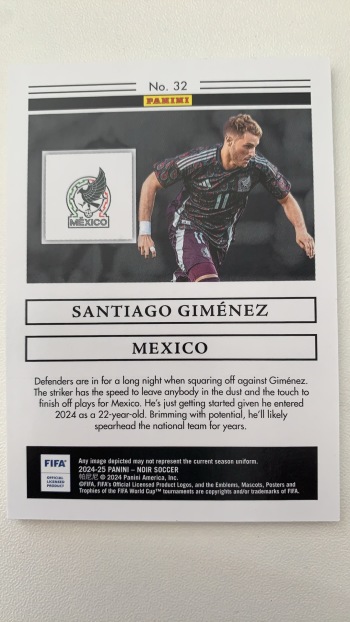 No. 32
PANINI
MÉXICO
11
SANTIAGO GIMÉNEZ
MEXICO
Defenders are in for a long night when squaring off against Giménez.
The striker has the speed to leave anybody in the dust and the touch to
finish off plays for Mexico. He's just getting started given he entered
2024 as a 22-year-old. Brimming with potential, he'll likely
spearhead the national team for years.
FIFA®
OFFICIAL
LICENSED
PRODUCT
Any image depicted may not represent the current season uniform.
2024-25 PANINI – NOIR SOCCER
帕尼尼 © 2024 Panini America, Inc.
©FIFA, FIFA's Official Licensed Product Logos, and the Emblems, Mascots, Posters and
Trophies of the FIFA World Cup™ tournaments are copyrights and/or trademarks of FIFA.